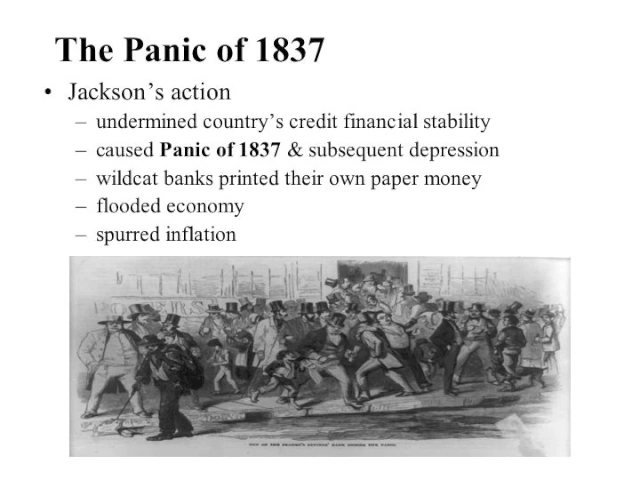 The Panic of 1837
• Jackson's action
– undermined country's credit financial stability
– caused Panic of 1837 & subsequent depression
– wildcat banks printed their own paper money
– flooded economy
– spurred inflation